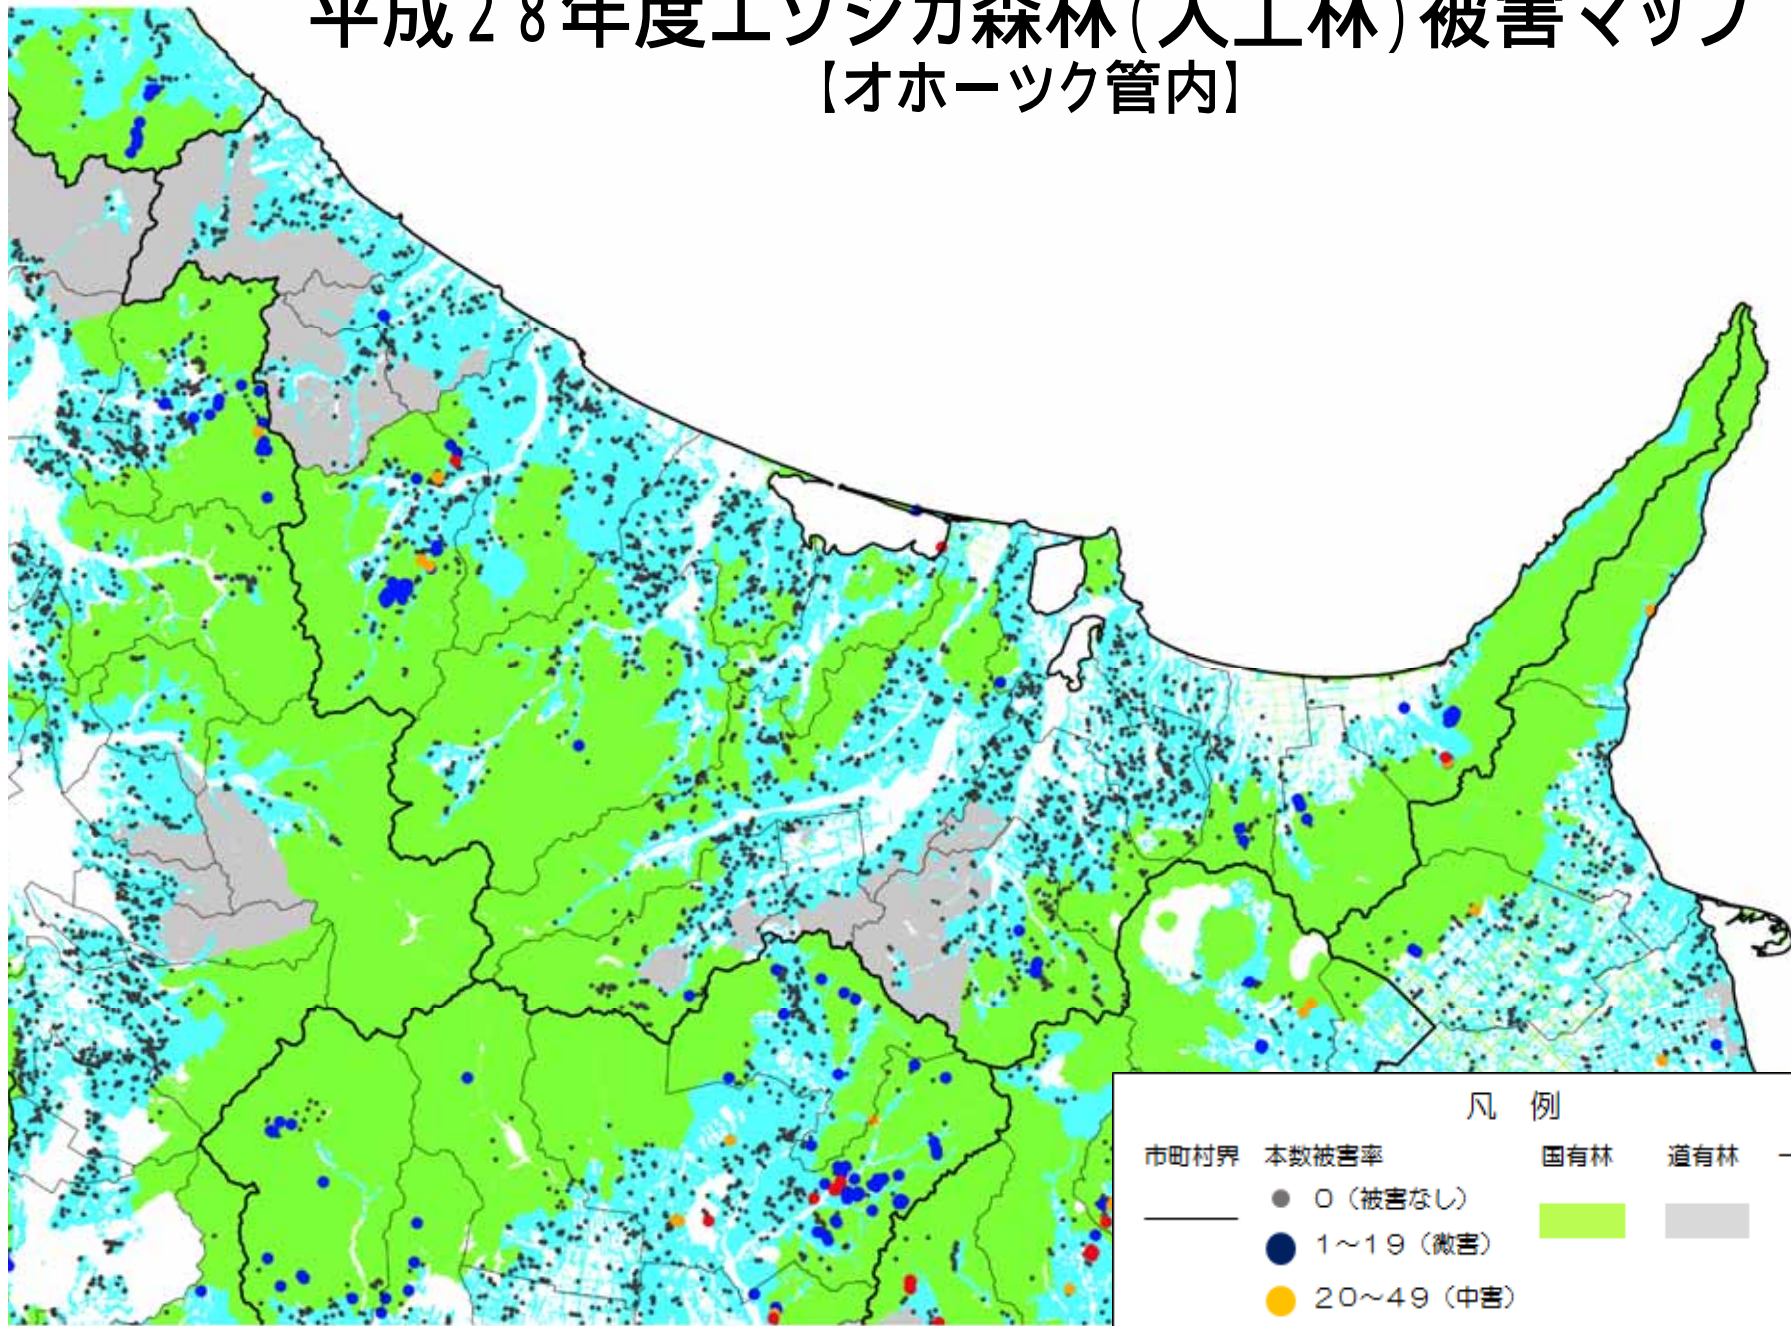 平成２８年度エゾシカ森林（人工林）被害マップ
【オホーツク管内】
凡 例
市町村界 本数被害率 国有林 道有林
０（被害なし）
１～１９（微害）
２０～４９（中害）